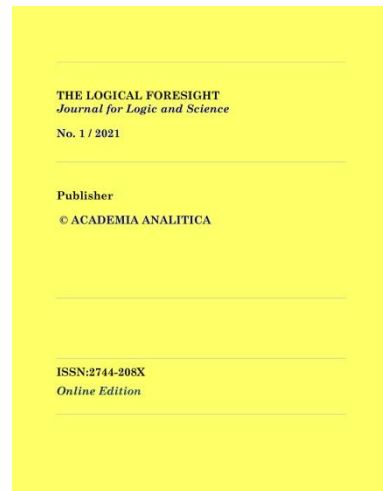 THE LOGICAL FORESIGHT
Journal for Logic and Science
No. 1 / 2021
Publisher
© ACADEMIA ANALITICA
ISSN:2744-208X
Online Edition